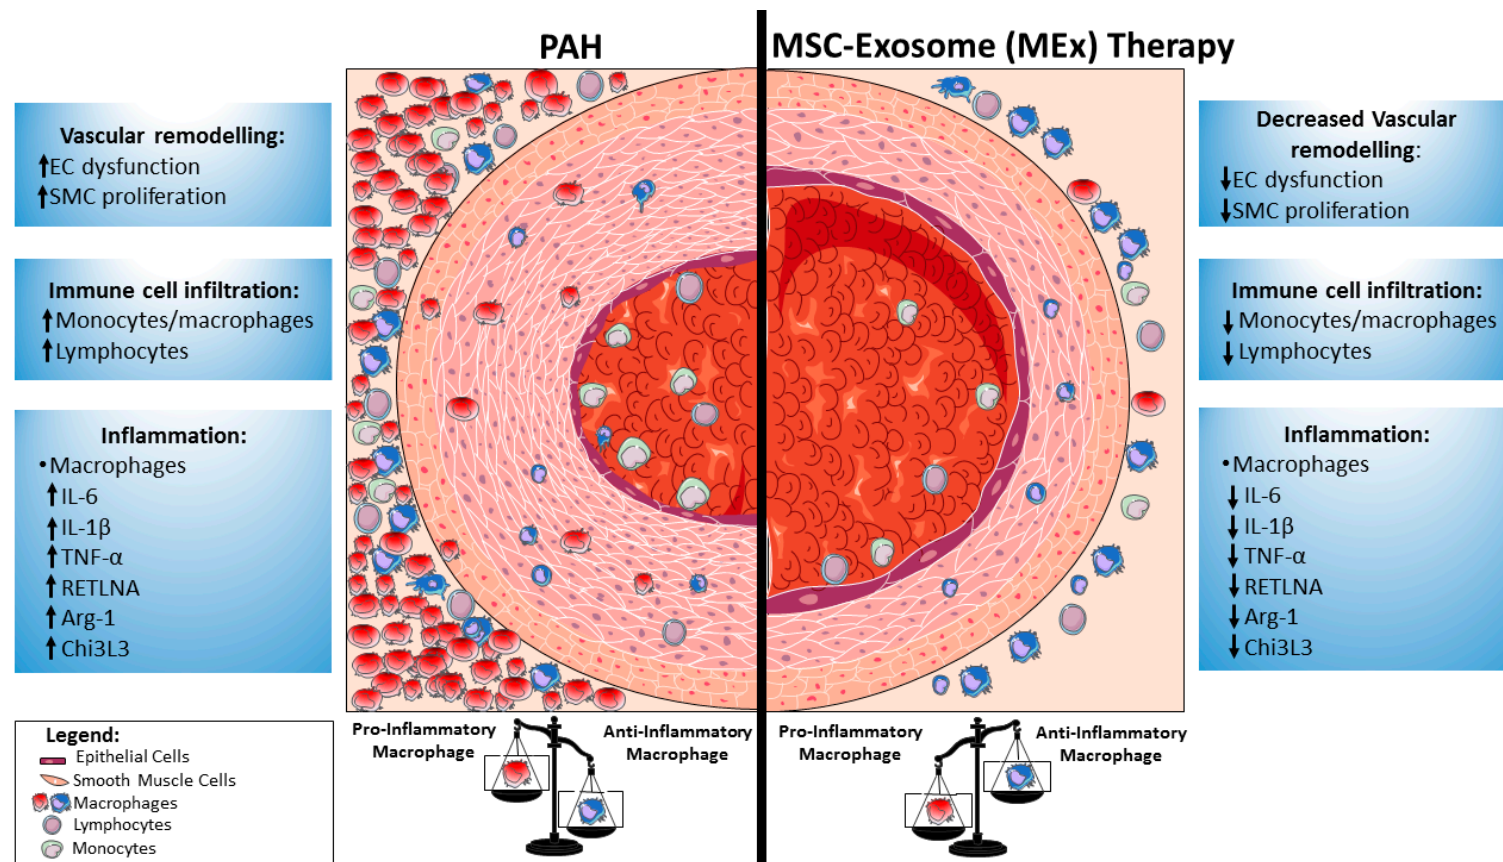 PAH
MSC-Exosome (MEx) Therapy
Vascular remodelling:
↑EC dysfunction
↑SMC proliferation
Immune cell infiltration:
↑Monocytes/macrophages
↑Lymphocytes
Inflammation:
•Macrophages
↑IL-6
↑IL-1β
↑TNF-α
↑RETLNA
↑Arg-1
↑Chi3L3
Decreased Vascular
remodelling:
↓EC dysfunction
↓SMC proliferation
Immune cell infiltration:
↓Monocytes/macrophages
↓Lymphocytes
Inflammation:
•Macrophages
↓IL-6
↓IL-1β
↓TNF-α
↓RETLNA
↓Arg-1
↓Chi3L3
Legend:
Epithelial Cells
Smooth Muscle Cells
Macrophages
Lymphocytes
Monocytes
Pro-Inflammatory
Macrophage
Anti-Inflammatory
Macrophage
Pro-Inflammatory
Macrophage
Anti-Inflammatory
Macrophage